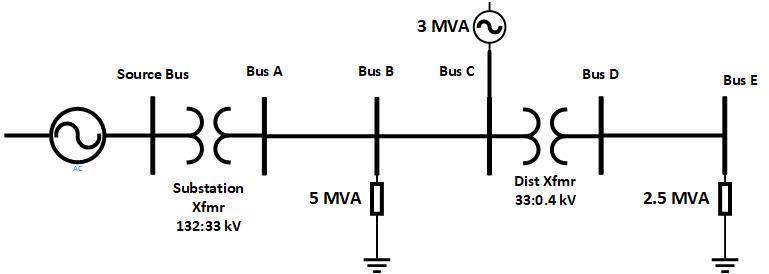 3 MVA
Source Bus
Bus A
Bus B
Bus C
Bus D
Bus E
AC
Substation
Xfmr
132:33 kV
5 MVA
Dist Xfmr
33:0.4 kV
2.5 MVA